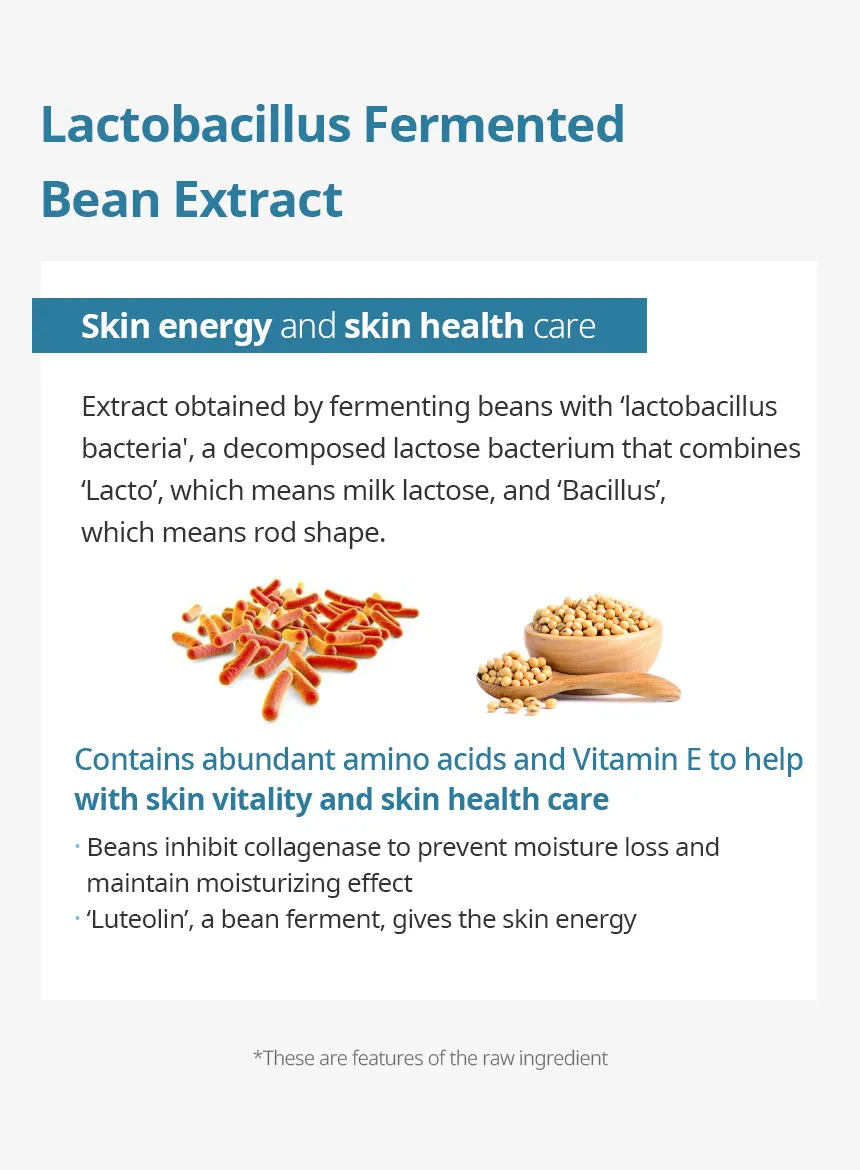 Lactobacillus Fermented
Bean Extract
Skin energy and skin health care
Extract obtained by fermenting beans with ‘lactobacillus
bacteria', a decomposed lactose bacterium that combines
‘Lacto’, which means milk lactose, and ‘Bacillus’,
which means rod shape.
Contains abundant amino acids and Vitamin E to help
with skin vitality and skin health care
· Beans inhibit collagenase to prevent moisture loss and
maintain moisturizing effect
· ‘Luteolin’, a bean ferment, gives the skin energy
*These are features of the raw ingredient